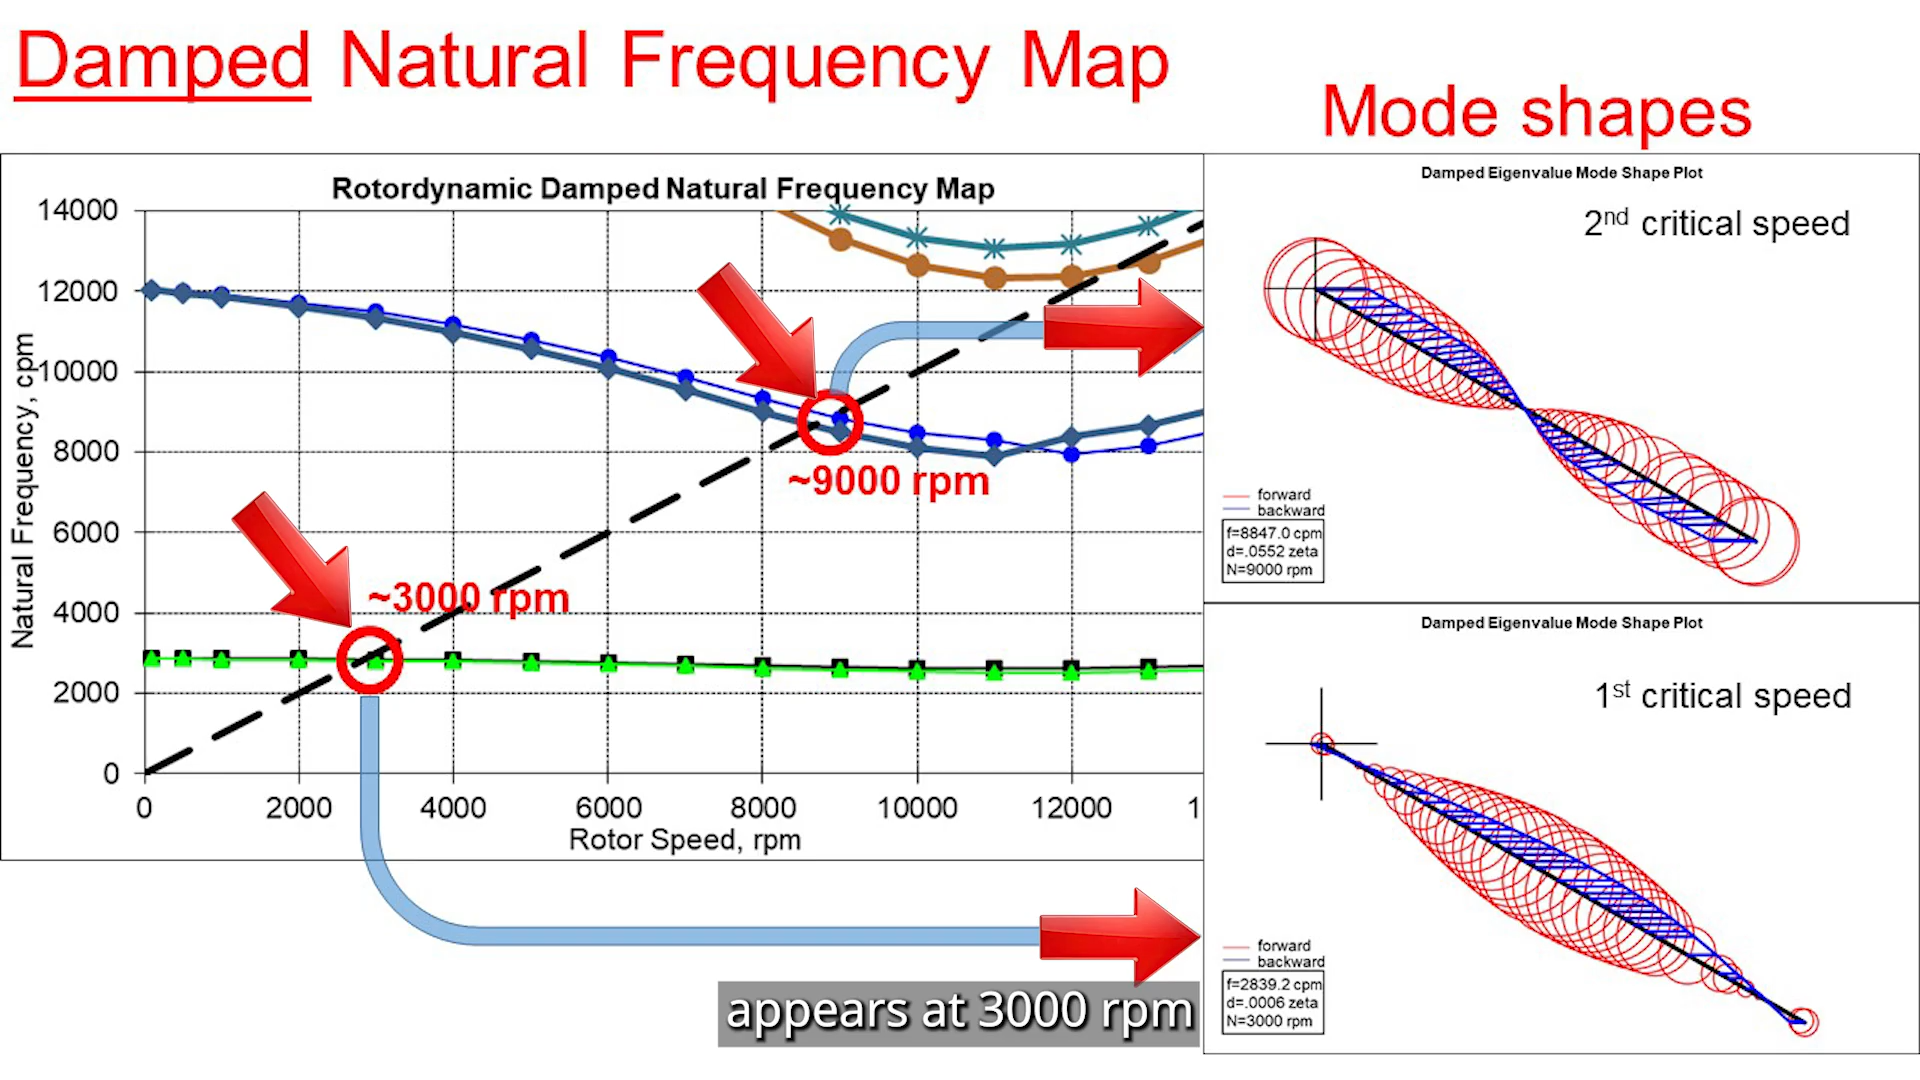 Damped Natural Frequency Map
Mode shapes
Rotordynamic Damped Natural Frequency Map
Natural Frequency, cpm
14000
12000
10000
8000
6000
4000
2000
0
~9000 rpm
~3000 rpm
0 2000 4000 6000 8000 10000 12000 1
Rotor Speed, rpm
Damped Eigenvalue Mode Shape Plot
2nd critical speed
forward
backward
f=8847.0 cpm
d=.0552 zeta
N=9000 rpm
Damped Eigenvalue Mode Shape Plot
1st critical speed
forward
backward
f=2839.2 cpm
d=.0006 zeta
N=3000 rpm
appears at 3000 rpm